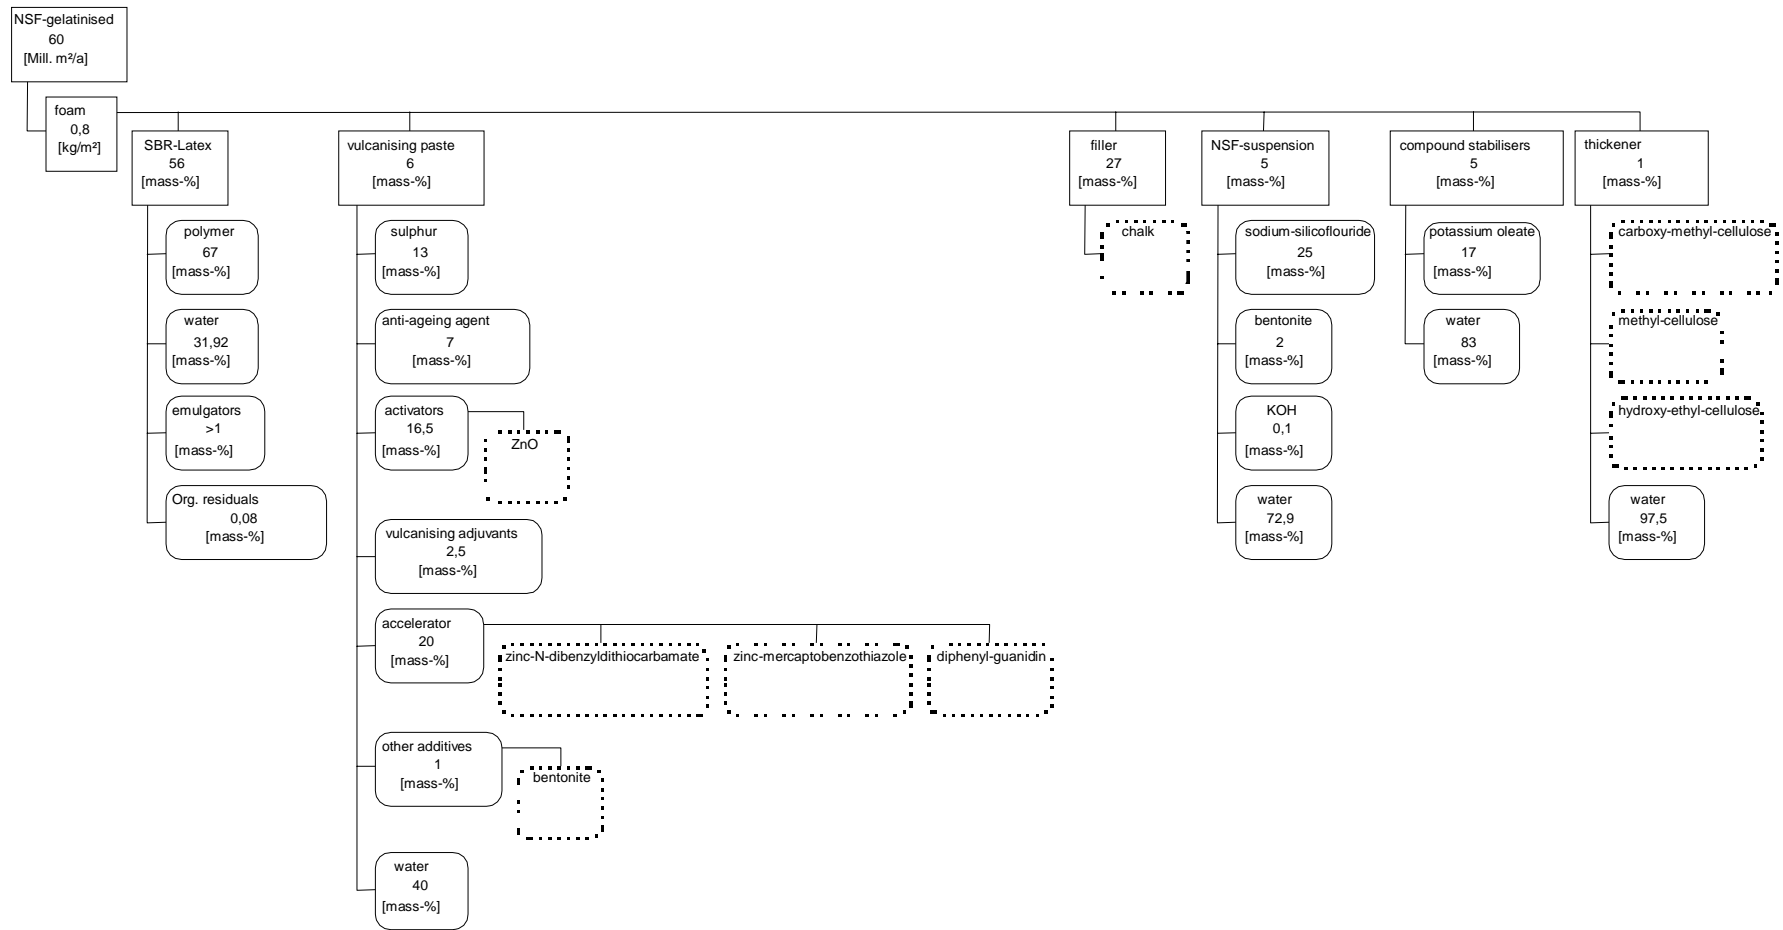 NSF-gelatinised
60
[Mill. m²/a]
foam
0,8
[kg/m²]
SBR-Latex
56
[mass-%]
polymer
67
[mass-%]
water
31,92
[mass-%]
emulgators
>1
[mass-%]
Org. residuals
0,08
[mass-%]
vulcanising paste
6
[mass-%]
sulphur
13
[mass-%]
anti-ageing agent
7
[mass-%]
activators
16,5
[mass-%]
ZnO
vulcanising adjuvants
2,5
[mass-%]
accelerator
20
[mass-%]
zinc-N-dibenzyldithiocarbamate
zinc-mercaptobenzothiazole
diphenyl-guanidin
other additives
1
[mass-%]
bentonite
water
40
[mass-%]
filler
27
[mass-%]
chalk
NSF-suspension
5
[mass-%]
sodium-silicoflouride
25
[mass-%]
bentonite
2
[mass-%]
KOH
0,1
[mass-%]
water
72,9
[mass-%]
compound stabilisers
5
[mass-%]
potassium oleate
17
[mass-%]
water
83
[mass-%]
thickener
1
[mass-%]
carboxy-methyl-cellulose
methyl-cellulose
hydroxy-ethyl-cellulose
water
97,5
[mass-%]